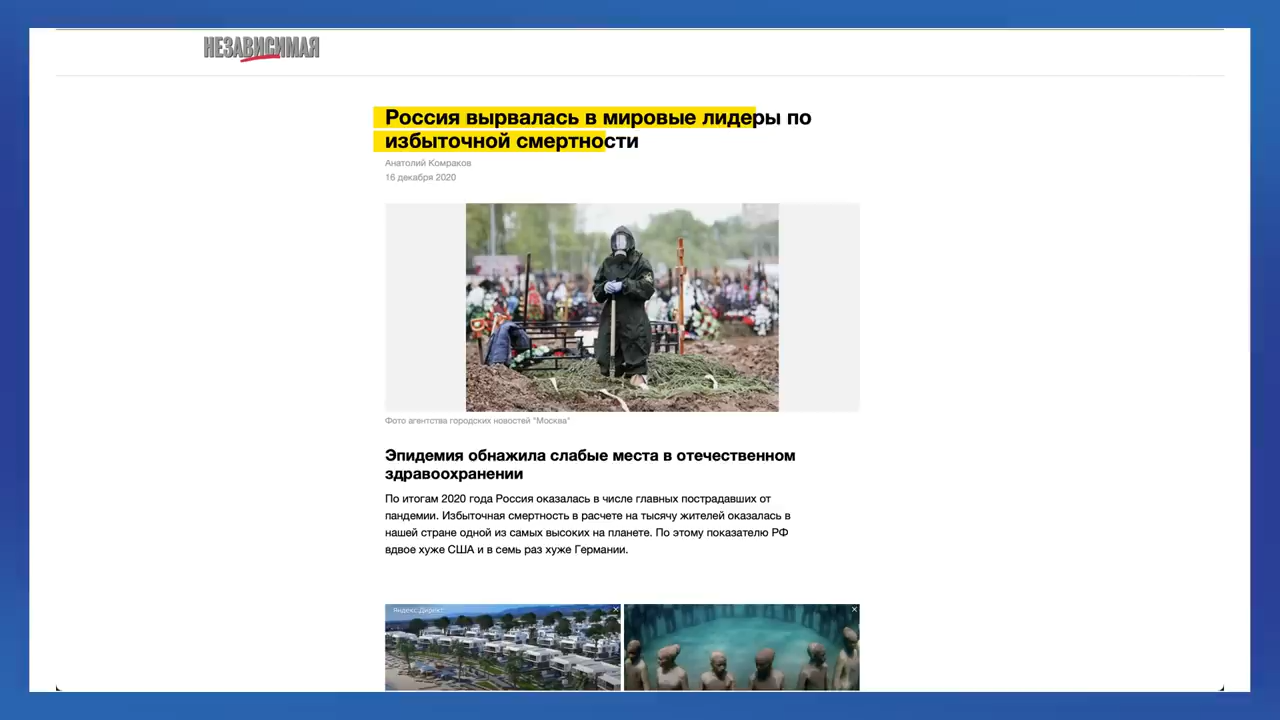 НЕЗАВИСИМАЯ
Россия вырвалась в мировые лидеры по
избыточной смертности
Анатолий Комраков
16 декабря 2020
Фото агентства городских новостей "Москва"
Эпидемия обнажила слабые места в отечественном
здравоохранении
По итогам 2020 года Россия оказалась в числе главных пострадавших от
пандемии. Избыточная смертность в расчете на тысячу жителей оказалась в
нашей стране одной из самых высоких на планете. По этому показателю РФ
вдвое хуже США и в семь раз хуже Германии.
Яндекс.Директ